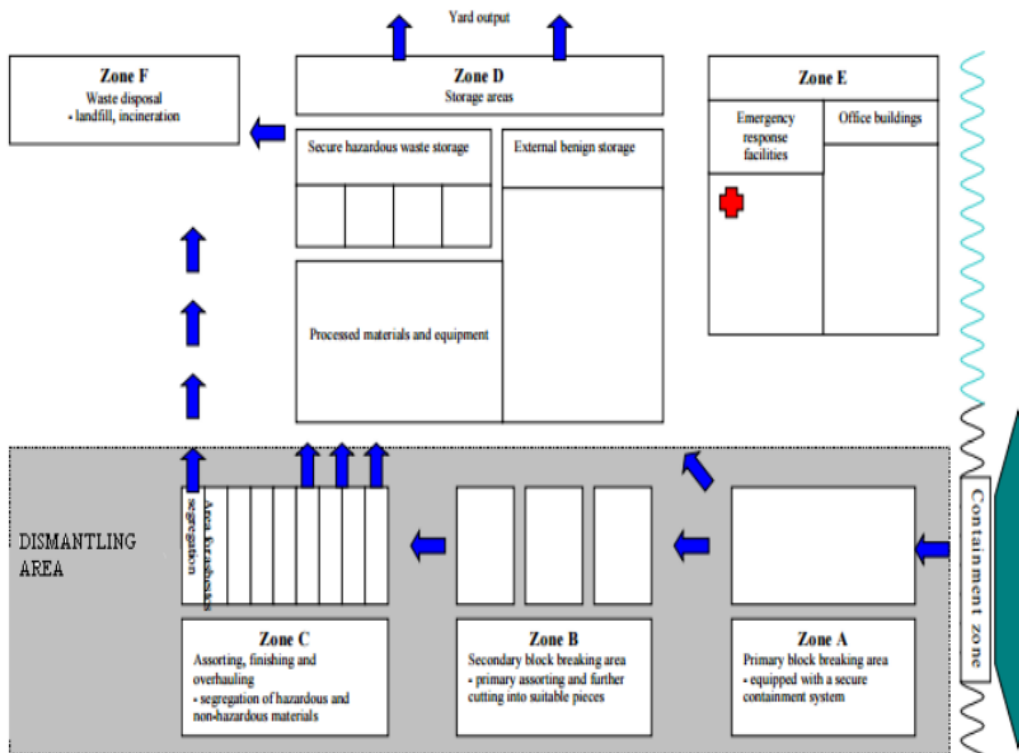 Yard output
Zone F
Waste disposal
- landfill, incineration
Zone D
Storage areas
Zone E
Emergency
response
facilities
Office buildings
Secure hazardous waste storage
External benign storage
Processed materials and equipment
DISMANTLING
AREA
Area for asbestos
segregation
Containment zone
Zone C
Assorting, finishing and
overhauling
- segregation of hazardous and
non-hazardous materials
Zone B
Secondary block breaking area
- primary assorting and further
cutting into suitable pieces
Zone A
Primary block breaking area
- equipped with a secure
containment system